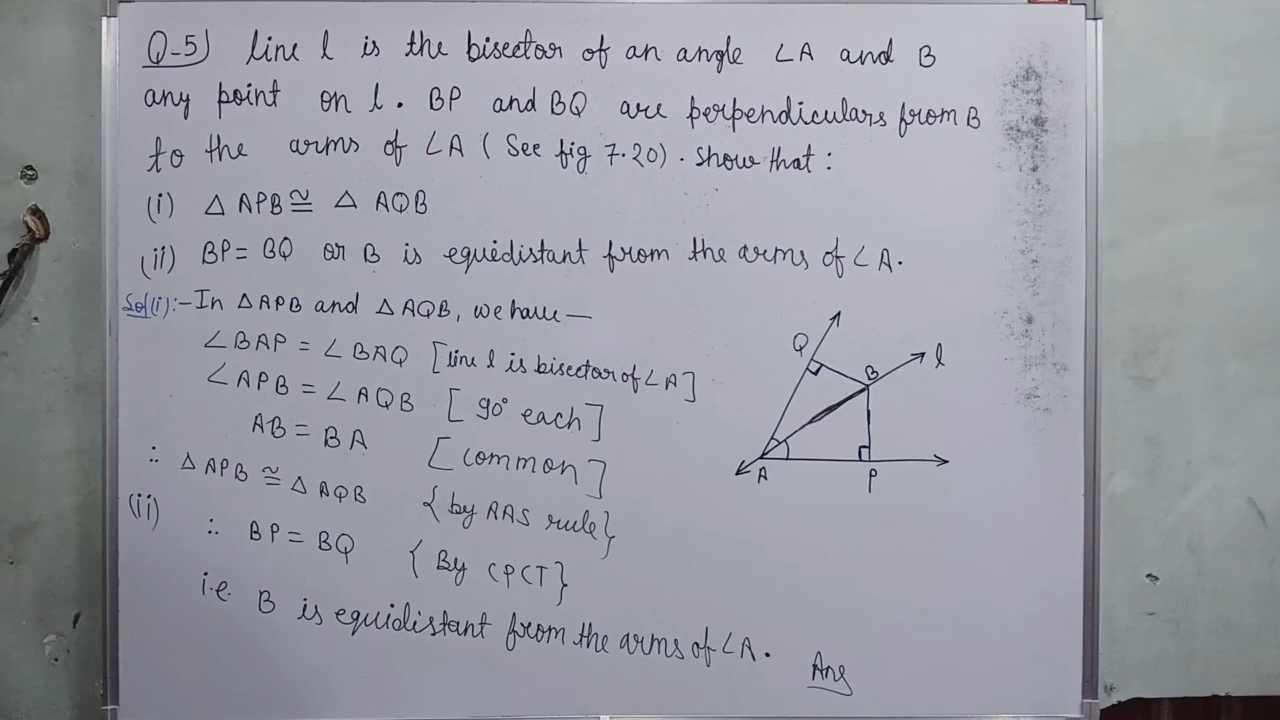 Q-5) line l is the bisector of an angle ∠A and B
any point on l. BP and BQ are perpendiculars from B
to the arms of ∠A (See fig 7.20). Show that :
(i) △ APB ≅ △ AQB
(ii) BP = BQ or B is equidistant from the arms of ∠A.
Sol(i):- In △APB and △AQB, we have —
∠BAP = ∠BAQ [line l is bisector of ∠A]
∠APB = ∠AQB [90° each]
AB = BA [common]
∴ △APB ≅ △AQB {by AAS rule}
(ii) ∴ BP = BQ {By CPCT}
i.e. B is equidistant from the arms of ∠A.
Ans
Q
B
l
A
P